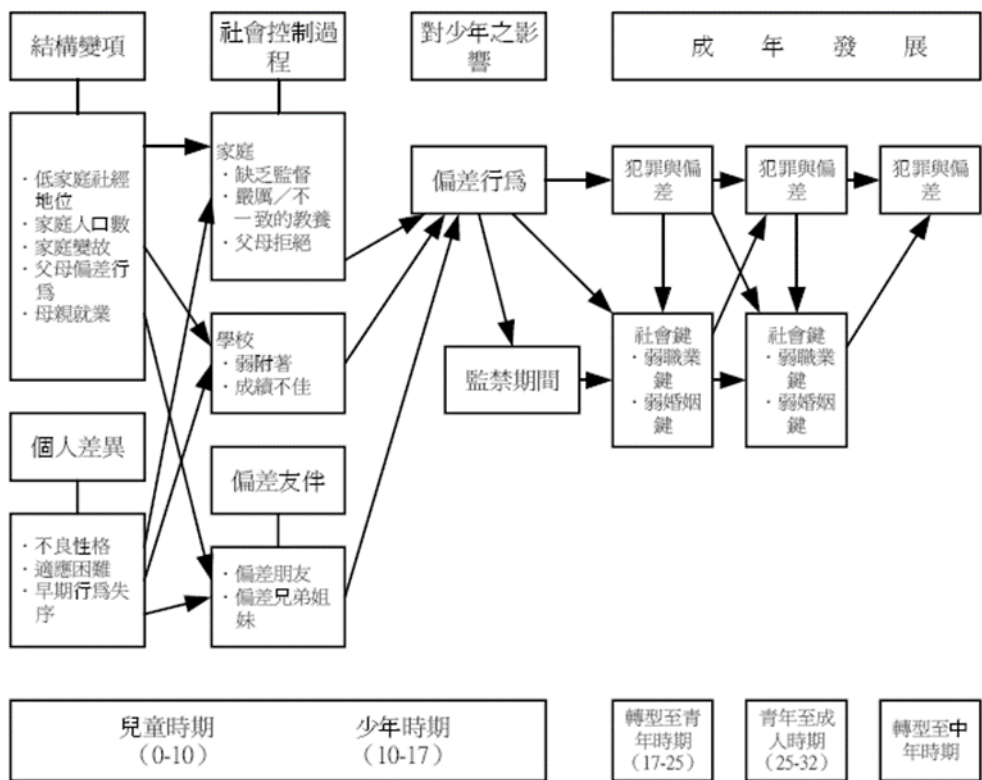 結構變項
社會控制過
程
對少年之影
響
成 年 發 展
・低家庭社經
地位
・家庭人口數
・家庭變故
・父母偏差行
為
・母親就業
家庭
・缺乏監督
・嚴厲／不
一致的教養
・父母拒絕
學校
・弱附著
・成績不佳
偏差行為
監禁期間
犯罪與偏
差
犯罪與偏
差
犯罪與偏
差
社會鍵
・弱職業
鍵
・弱婚姻
鍵
社會鍵
・弱職業
鍵
・弱婚姻
鍵
個人差異
・不良性格
・適應困難
・早期行為失
序
偏差友伴
・偏差朋友
・偏差兄弟姐
妹
兒童時期
（0-10）
少年時期
（10-17）
轉型至青
年時期
（17-25）
青年至成
人時期
（25-32）
轉型至中
年時期